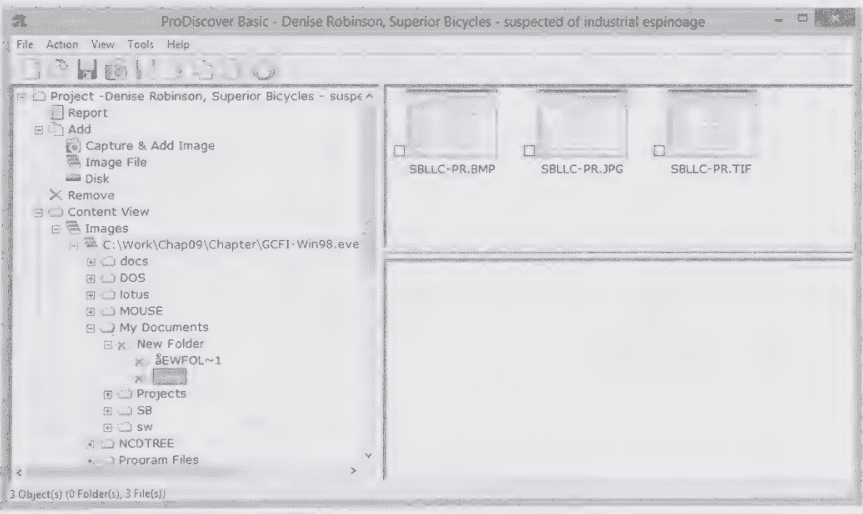 ProDiscover Basic - Denise Robinson, Superior Bicycles - suspected of industrial espinoage
File Action View Tools Help
Project -Denise Robinson, Superior Bicycles - suspe
Report
Add
Capture & Add Image
Image File
Disk
Remove
Content View
Images
C:\Work\Chap09\Chapter\GCFI-Win98.eve
docs
DOS
lotus
MOUSE
My Documents
New Folder
åEWFOL~1
Projects
SB
sw
NCDTREE
Program Files
SBLLC-PR.BMP SBLLC-PR.JPG SBLLC-PR.TIF
3 Object(s) (0 Folder(s), 3 File(s))